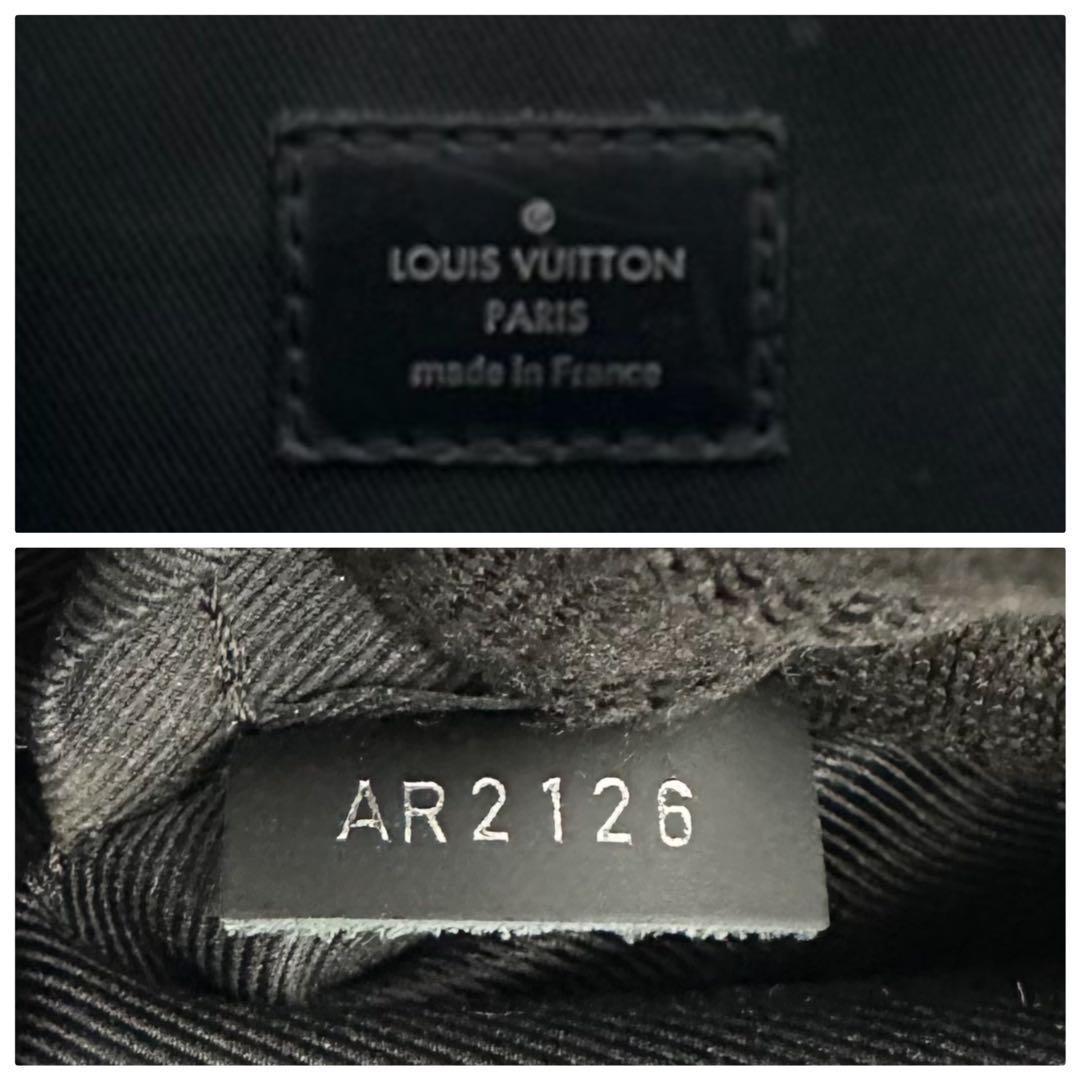 LOUIS VUITTON
PARIS
made in France
AR2126